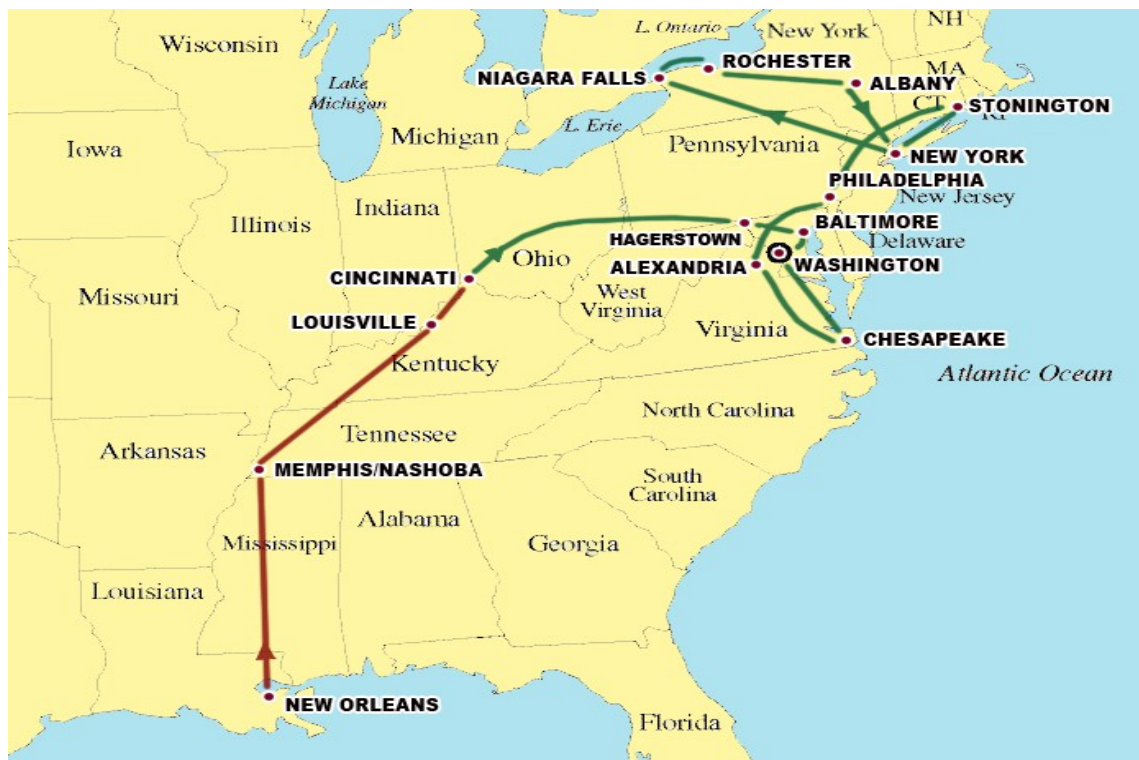 Wisconsin
L. Ontario
New York
NH
ROCHESTER
NIAGARA FALLS
MA
ALBANY
Lake
Michigan
CT
STONINGTON
RI
Michigan
L. Erie
Pennsylvania
Iowa
NEW YORK
PHILADELPHIA
New Jersey
Indiana
Illinois
BALTIMORE
HAGERSTOWN
Delaware
Ohio
ALEXANDRIA
WASHINGTON
CINCINNATI
Missouri
West
Virginia
LOUISVILLE
Virginia
CHESAPEAKE
Kentucky
Atlantic Ocean
North Carolina
Tennessee
Arkansas
MEMPHIS/NASHOBA
South
Carolina
Alabama
Mississippi
Georgia
Louisiana
NEW ORLEANS
Florida